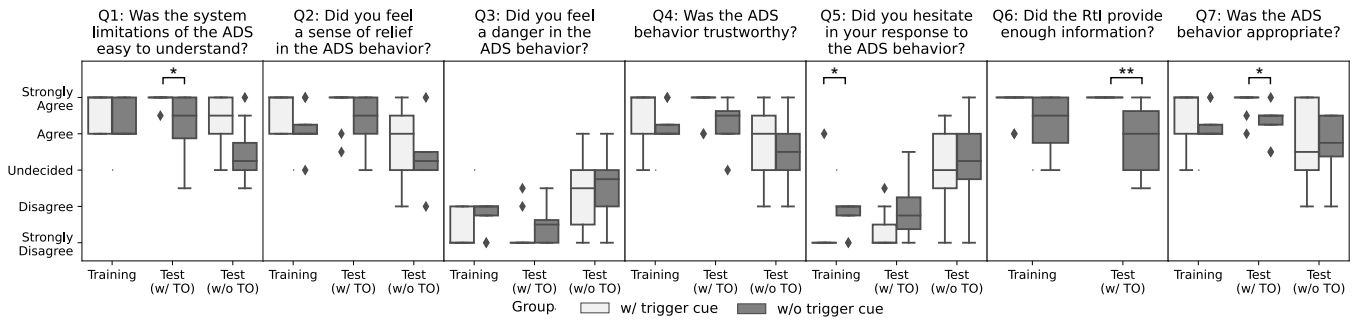 Q1: Was the system
limitations of the ADS
easy to understand?
Q2: Did you feel
a sense of relief
in the ADS behavior?
Q3: Did you feel
a danger in the
ADS behavior?
Q4: Was the ADS
behavior trustworthy?
Q5: Did you hesitate
in your response to
the ADS behavior?
Q6: Did the RtI provide
enough information?
Q7: Was the ADS
behavior appropriate?
*
*
**
*
Strongly
Agree
Agree
Undecided
Disagree
Strongly
Disagree
Training
Test
(w/ TO)
Test
(w/o TO)
Training
Test
(w/ TO)
Test
(w/o TO)
Training
Test
(w/ TO)
Test
(w/o TO)
Training
Test
(w/ TO)
Test
(w/o TO)
Training
Test
(w/ TO)
Test
(w/o TO)
Training
Test
(w/ TO)
Training
Test
(w/ TO)
Test
(w/o TO)
Group
w/ trigger cue
w/o trigger cue